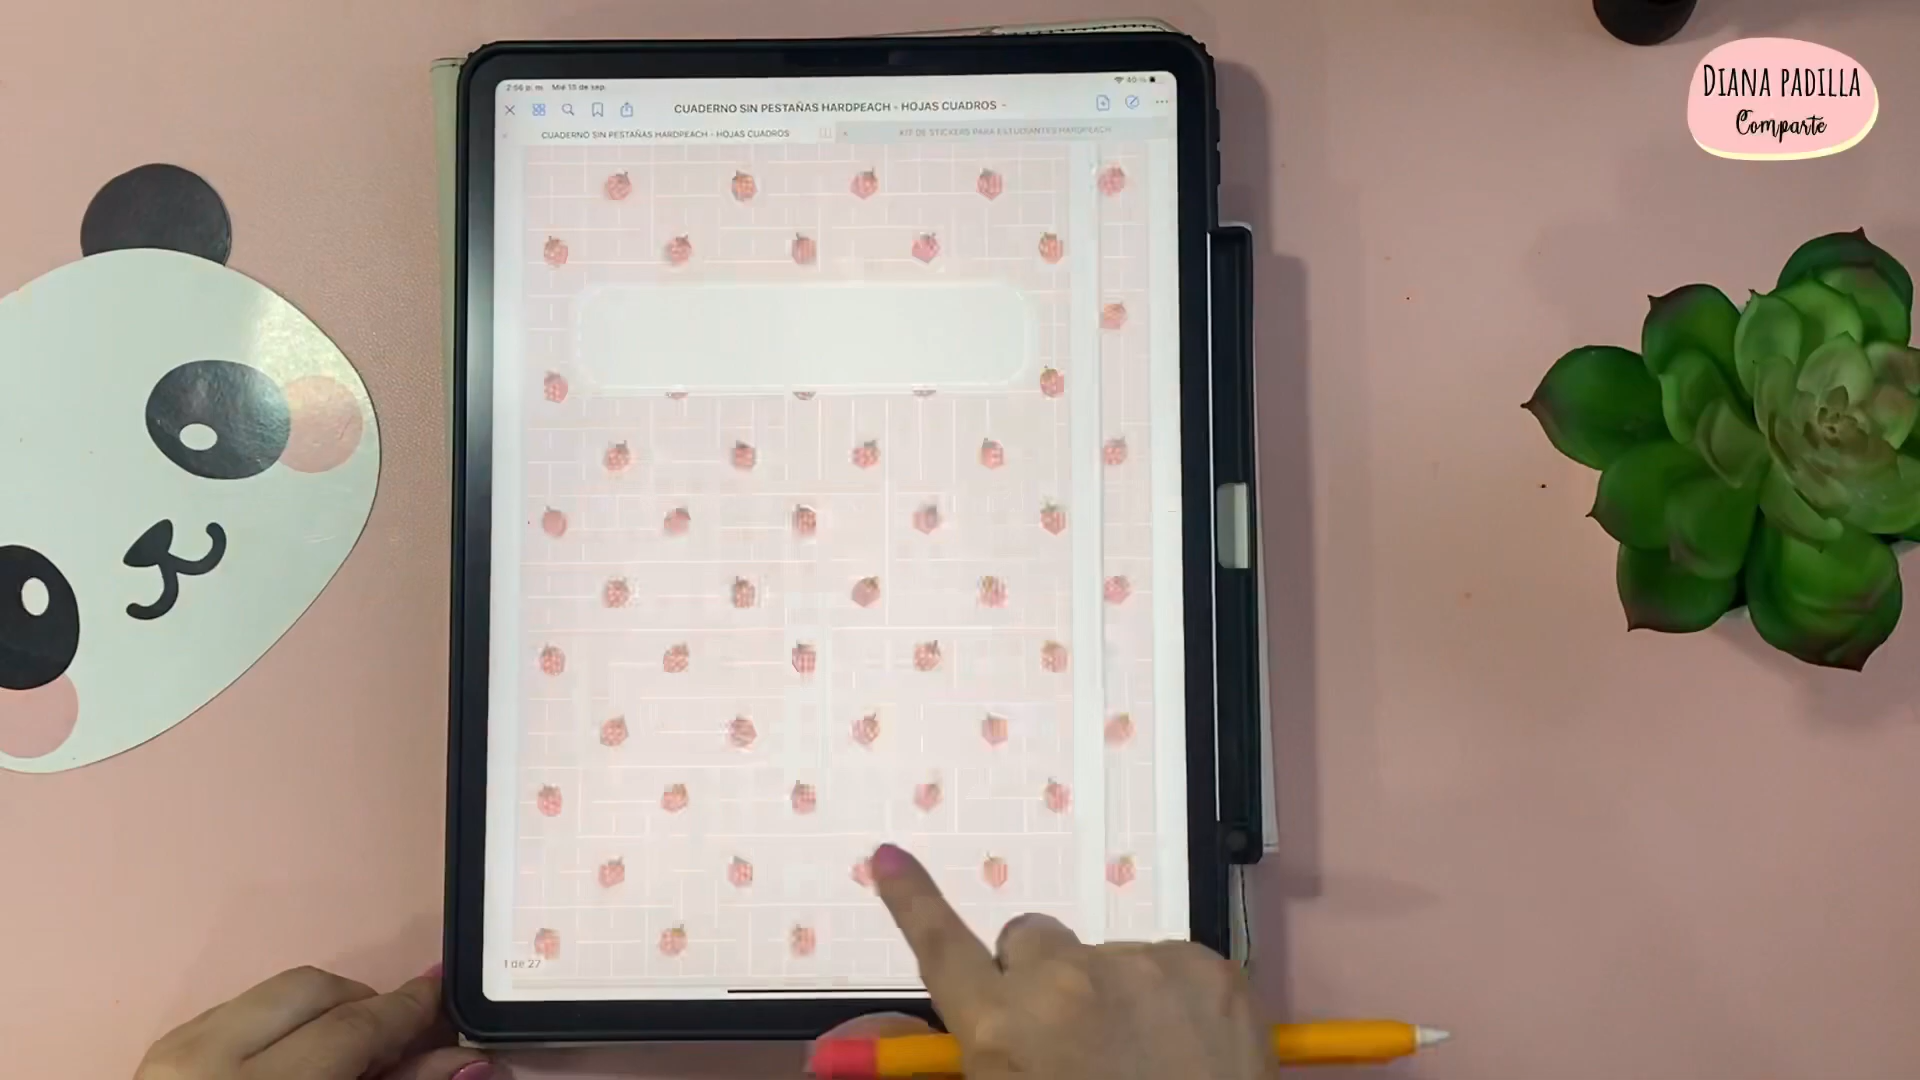 DIANA PADILLA
Comparte
2:56 p. m. Mié 15 de sep.
40 %
CUADERNO SIN PESTAÑAS HARDPEACH - HOJAS CUADROS
CUADERNO SIN PESTAÑAS HARDPEACH - HOJAS CUADROS
KIT DE STICKERS PARA ESTUDIANTES HARDPEACH
1 de 27